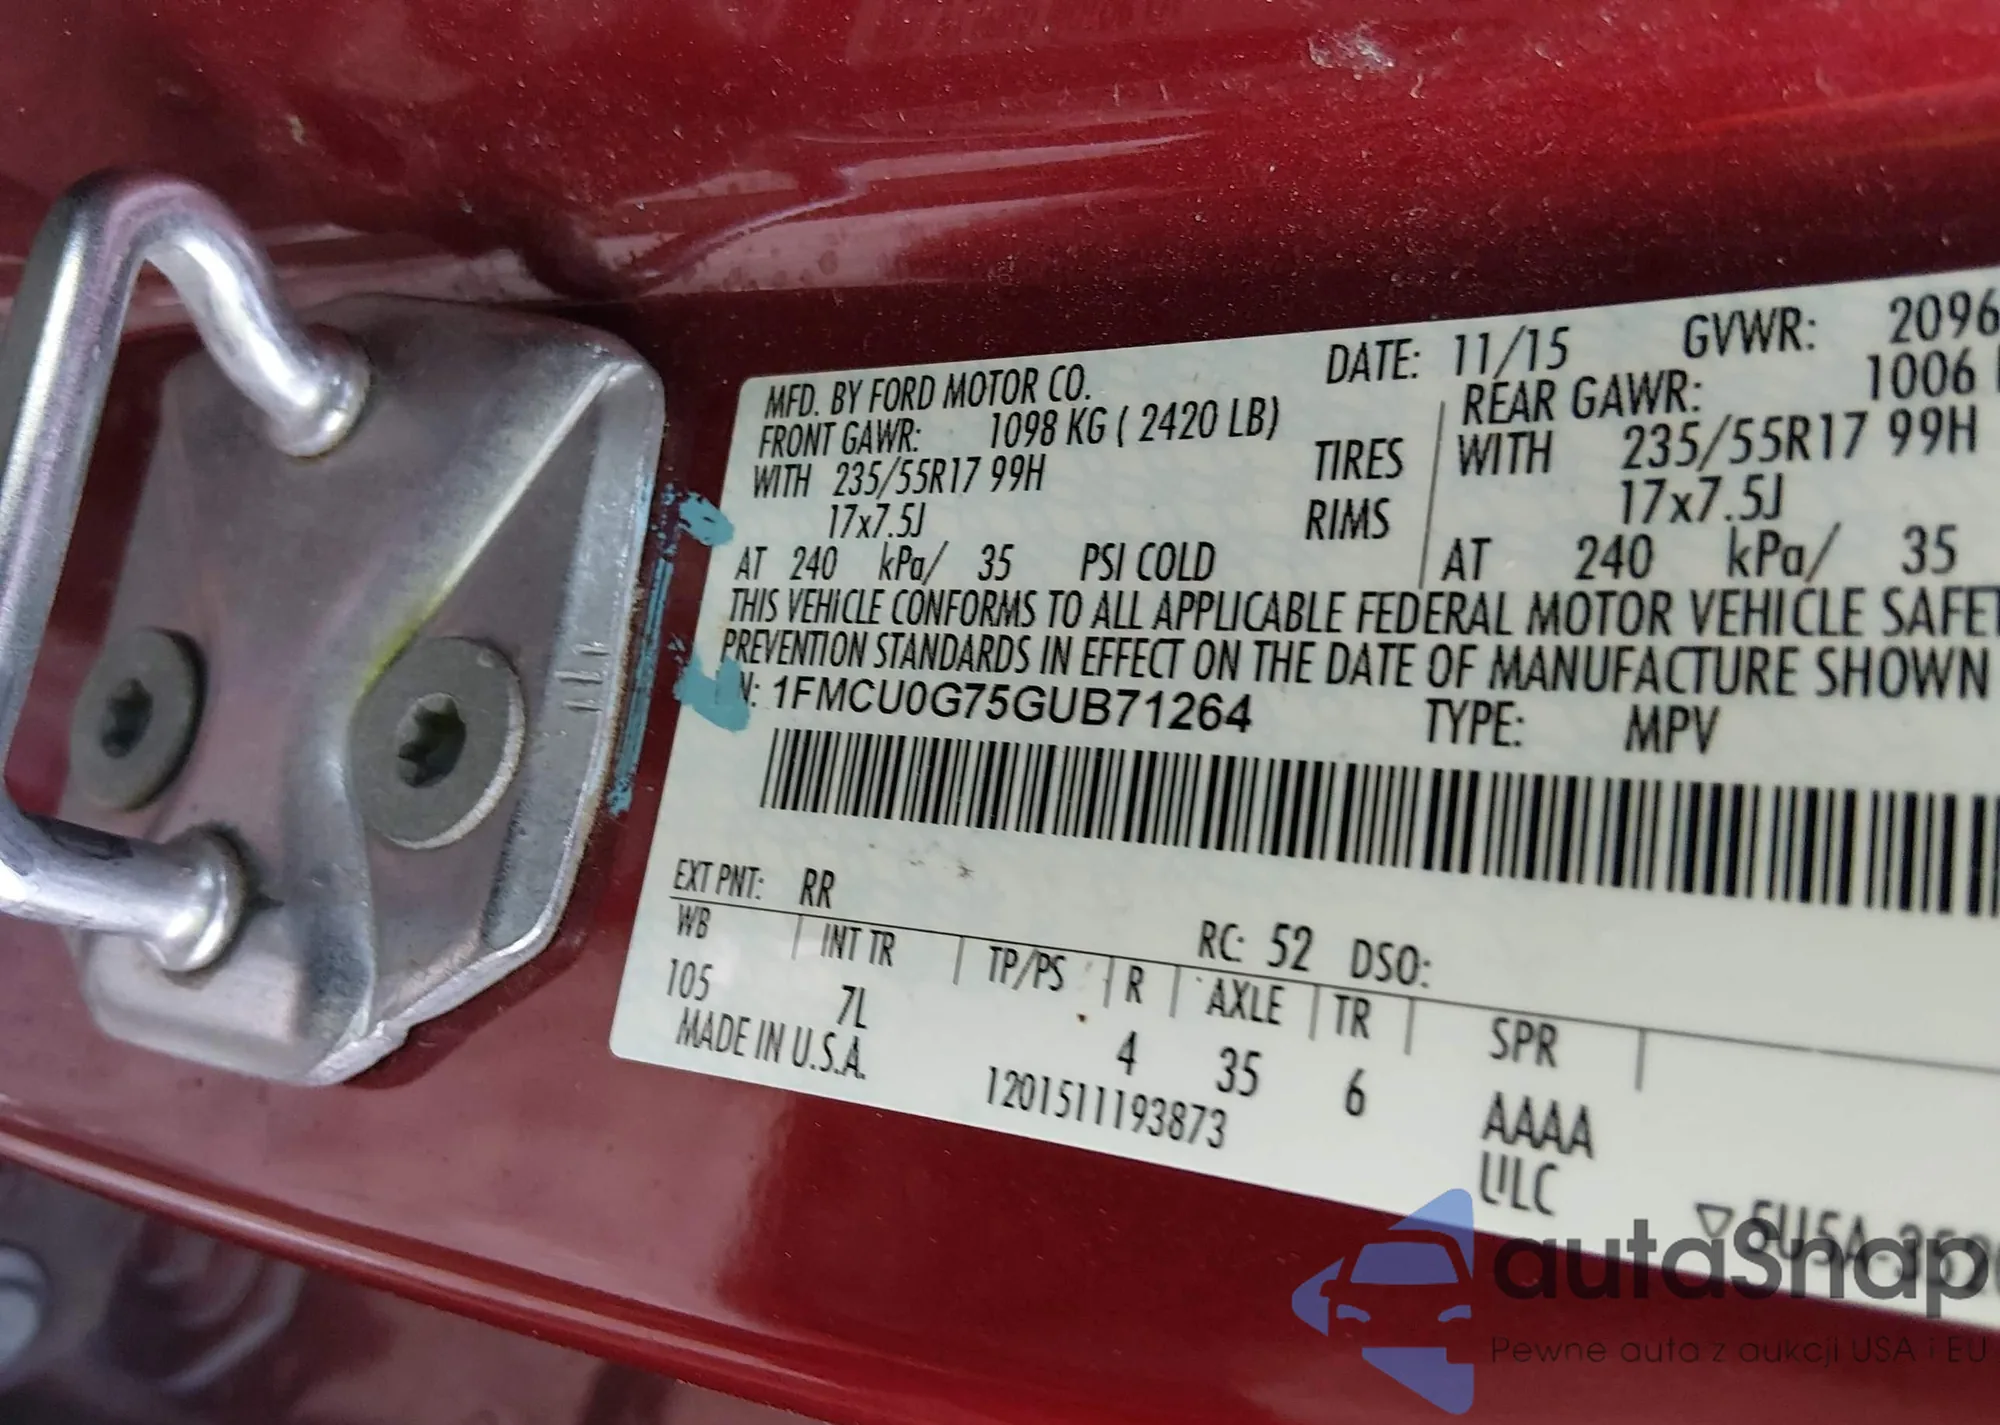 MFD. BY FORD MOTOR CO. DATE: 11/15 GVWR: 2096
FRONT GAWR: 1098 KG ( 2420 LB) REAR GAWR: 1006
WITH 235/55R17 99H TIRES WITH 235/55R17 99H
17x7.5J RIMS 17x7.5J
AT 240 kPa/ 35 PSI COLD AT 240 kPa/ 35
THIS VEHICLE CONFORMS TO ALL APPLICABLE FEDERAL MOTOR VEHICLE SAFET
PREVENTION STANDARDS IN EFFECT ON THE DATE OF MANUFACTURE SHOWN
N: 1FMCU0G75GUB71264 TYPE: MPV
EXT PNT: RR RC: 52 DSO:
WB INT TR TP/PS R AXLE TR SPR
105 7L 4 35 6 AAAA
MADE IN U.S.A. 1201511193873 ULC
autaSnap
Pewne auta z aukcji USA i EU